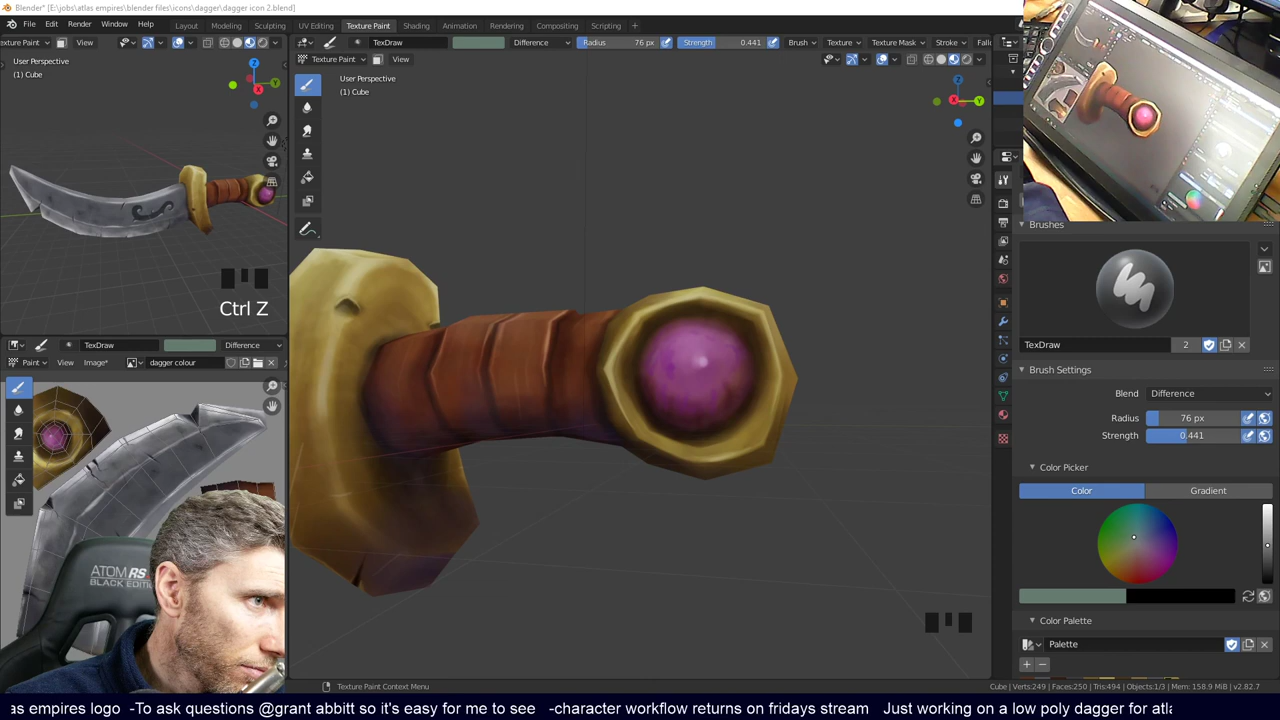 Blender* [E:\jobs\atlas empires\blender files\icons\dagger\dagger icon 2.blend]
File Edit Render Window Help Layout Modeling Sculpting UV Editing Texture Paint Shading Animation Rendering Compositing Scripting +
exture Paint View
TexDraw Difference Radius 76 px Strength 0.441 Brush Texture Texture Mask Stroke Fallc
Texture Paint View
User Perspective
(1) Cube
User Perspective
(1) Cube
Ctrl Z
TexDraw Difference
Paint View Image* dagger colour
ATOM RS
BLACK EDITION
Brushes
TexDraw 2
Brush Settings
Blend Difference
Radius 76 px
Strength 0.441
Color Picker
Color Gradient
Color Palette
Palette
Texture Paint Context Menu
Cube | Verts:249 | Faces:250 | Tris:494 | Objects:1/3 | Mem: 158.9 MiB | v2.82.7
as empires logo -To ask questions @grant abbitt so it's easy for me to see -character workflow returns on fridays stream Just working on a low poly dagger for atla